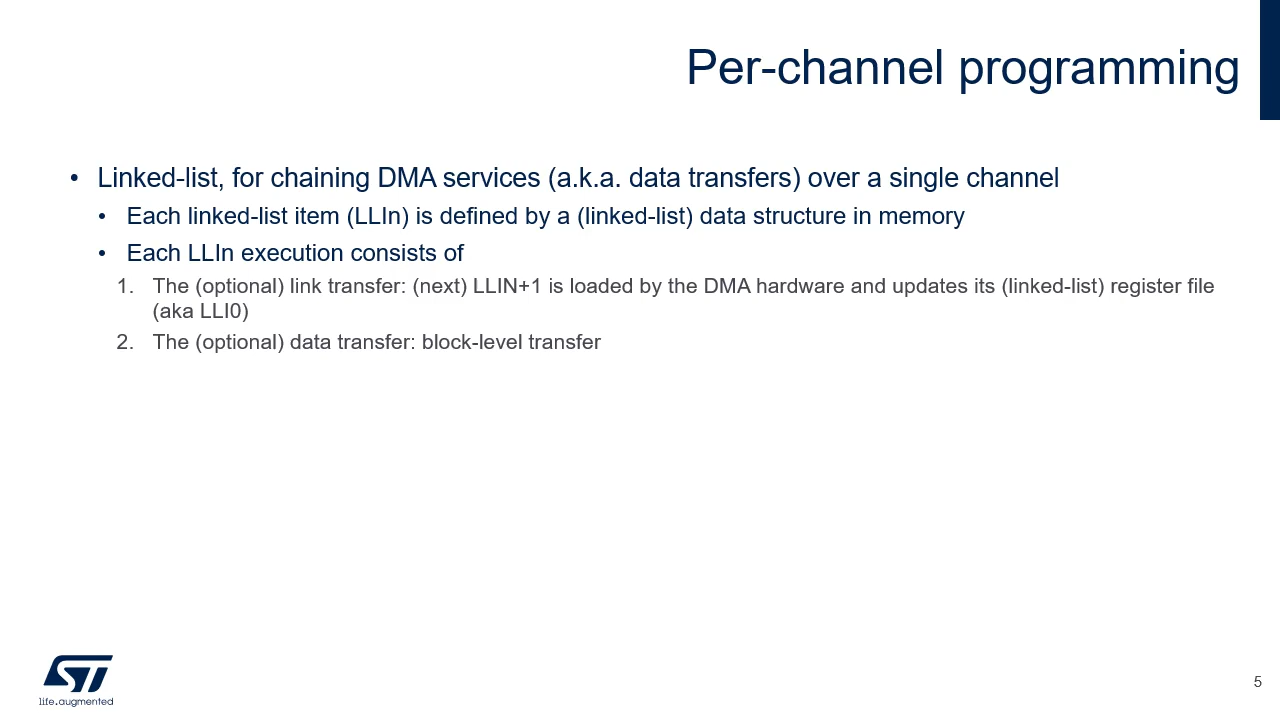 Per-channel programming
• Linked-list, for chaining DMA services (a.k.a. data transfers) over a single channel
• Each linked-list item (LLIn) is defined by a (linked-list) data structure in memory
• Each LLIn execution consists of
1. The (optional) link transfer: (next) LLIN+1 is loaded by the DMA hardware and updates its (linked-list) register file
(aka LLI0)
2. The (optional) data transfer: block-level transfer
ST
life.augmented
5